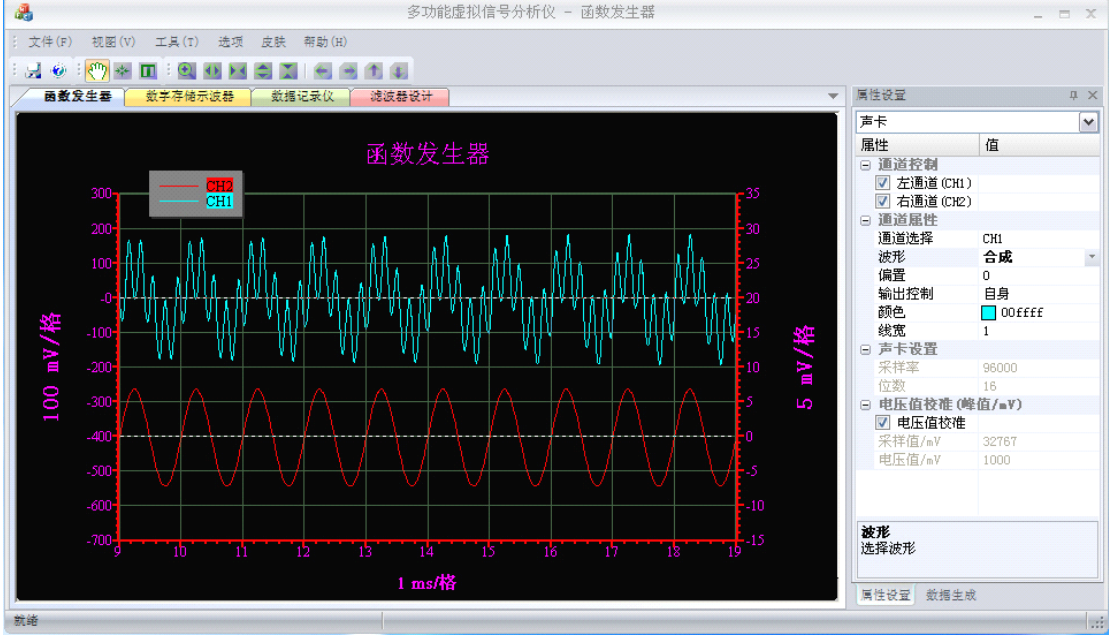 多功能虚拟信号分析仪 - 函数发生器
文件(F) 视图(V) 工具(T) 选项 皮肤 帮助(H)
函数发生器 数字存储示波器 数据记录仪 滤波器设计
函数发生器
CH2
CH1
300
200
100
-0
-100
-200
-300
-400
-500
-600
-700
100 mV/格
35
30
25
20
15
10
5
0
-5
-10
-15
5 mV/格
9 10 11 12 13 14 15 16 17 18 19
1 ms/格
属性设置
声卡
属性 值
通道控制
左通道(CH1)
右通道(CH2)
通道属性
通道选择 CH1
波形 合成
偏置 0
输出控制 自身
颜色 00ffff
线宽 1
声卡设置
采样率 96000
位数 16
电压值校准(峰值/mV)
电压值校准
采样值/mV 32767
电压值/mV 1000
波形
选择波形
属性设置 数据生成
就绪